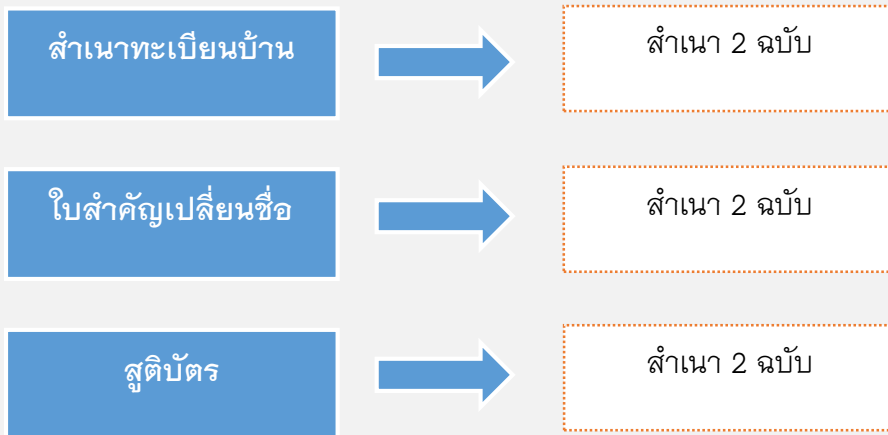 สำเนาทะเบียนบ้าน
สำเนา 2 ฉบับ
ใบสำคัญเปลี่ยนชื่อ
สำเนา 2 ฉบับ
สูติบัตร
สำเนา 2 ฉบับ